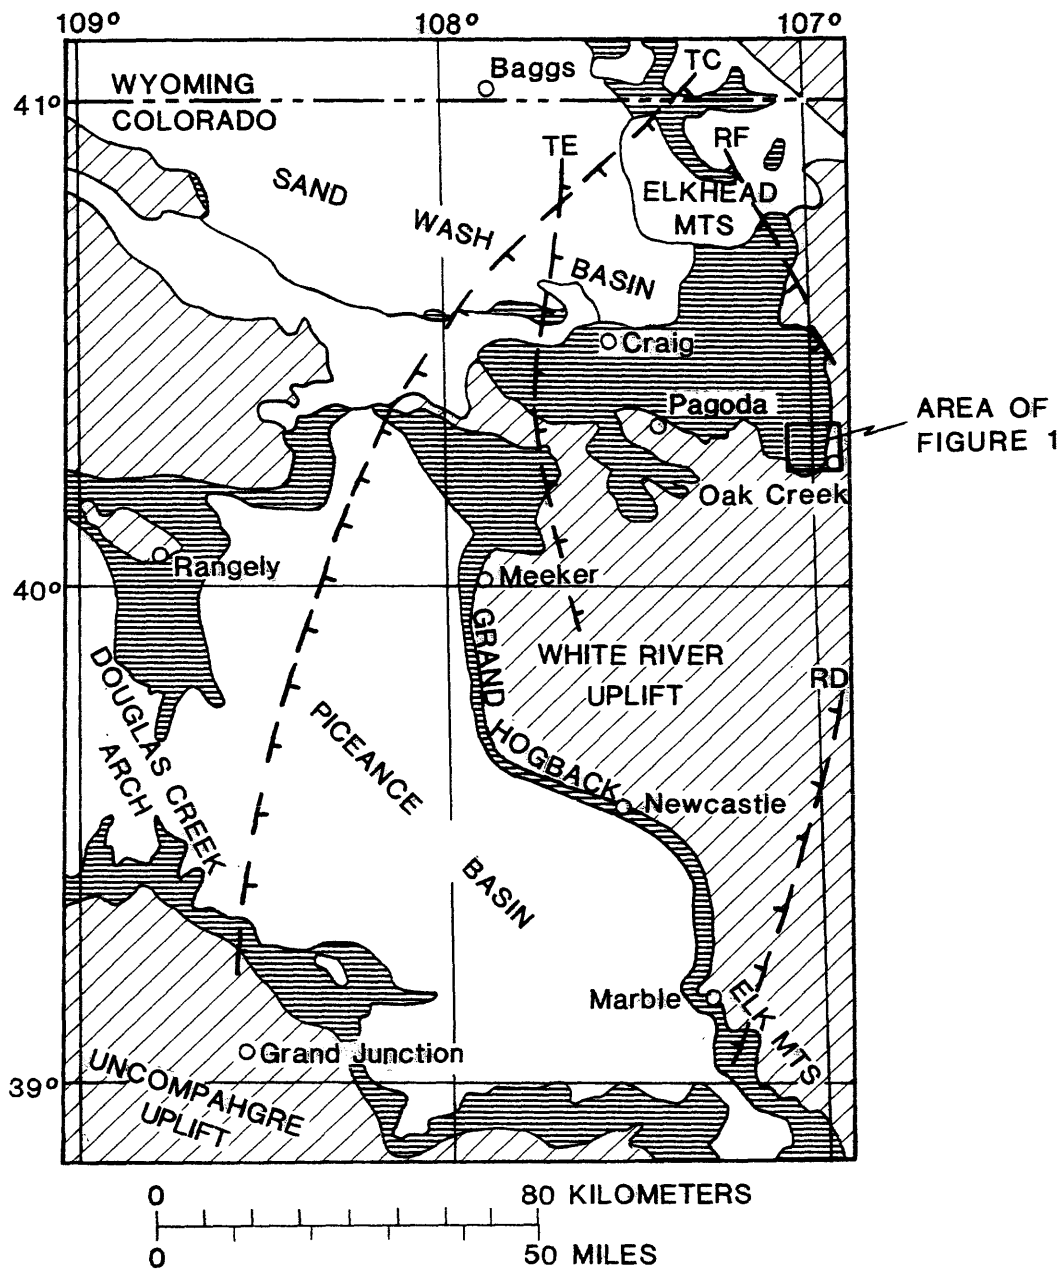 109° 108° 107°
TC
Baggs
WYOMING
41°
COLORADO
RF
TE
SAND
ELKHEAD
MTS
WASH
BASIN
Craig
Pagoda
AREA OF
FIGURE 1
Oak Creek
Rangely
Meeker
40°
GRAND
WHITE RIVER
UPLIFT
RD
DOUGLAS CREEK
ARCH
PICEANCE
HOGBACK
Newcastle
BASIN
Marble
ELK MTS
Grand Junction
39°
UNCOMPAHGRE
UPLIFT
0 80 KILOMETERS
0 50 MILES